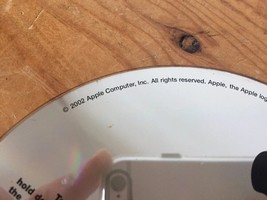 © 2002 Apple Computer, Inc. All rights reserved. Apple, the Apple log
T
hold d
the